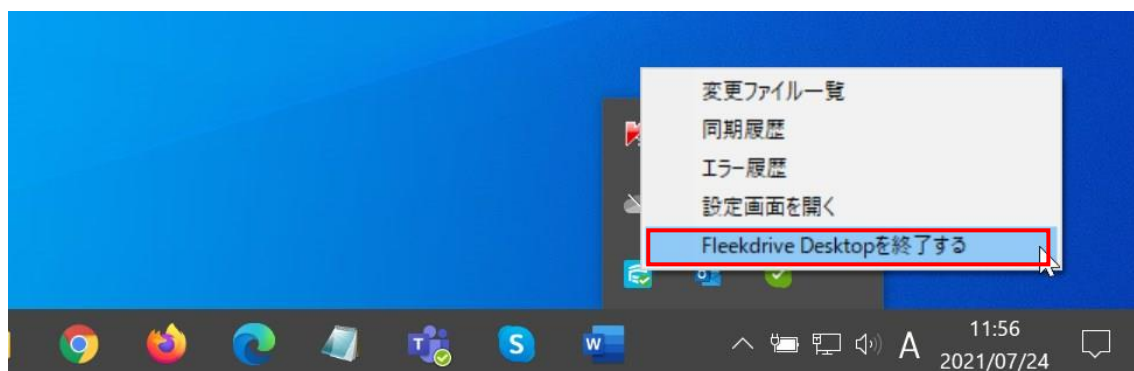 変更ファイル一覧
同期履歴
エラー履歴
設定画面を開く
Fleekdrive Desktopを終了する
A
11:56
2021/07/24